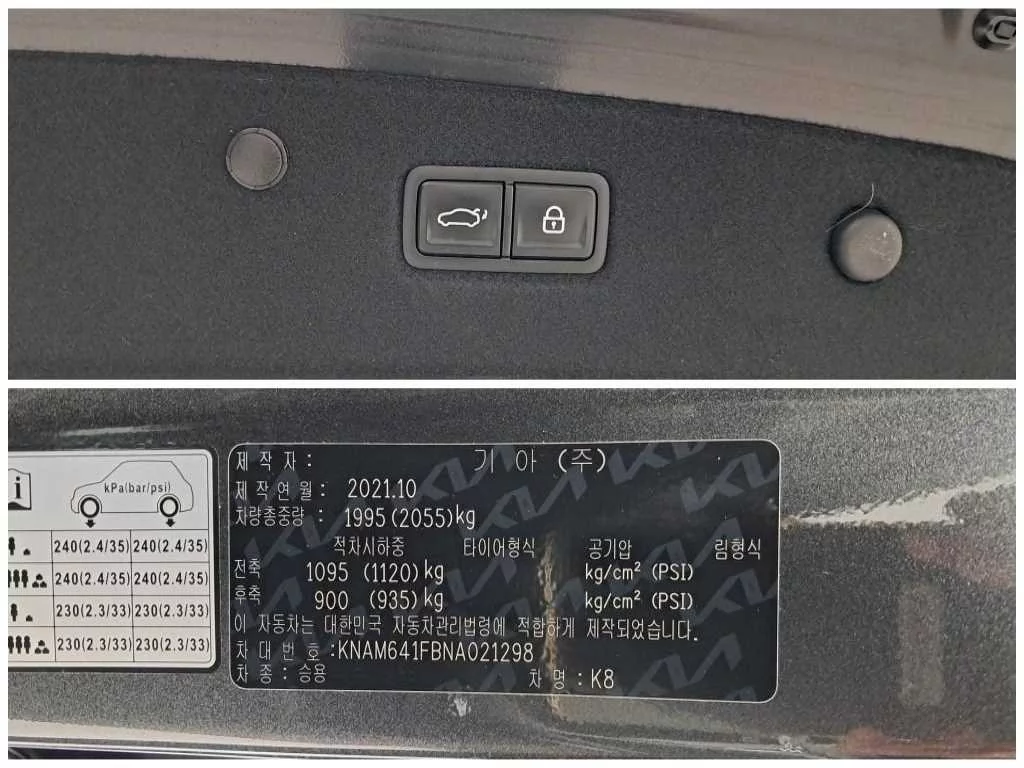 kPa(bar/psi)
240(2.4/35) 240(2.4/35)
240(2.4/35) 240(2.4/35)
230(2.3/33) 230(2.3/33)
230(2.3/33) 230(2.3/33)
제 작 자 : 기 아 (주)
제 작 연 월 : 2021.10
차량총중량 : 1995 (2055)kg
적차시하중 타이어형식 공기압 림형식
전축 1095 (1120) kg kg/cm² (PSI)
후축 900 (935) kg kg/cm² (PSI)
이 자동차는 대한민국 자동차관리법령에 적합하게 제작되었습니다.
차 대 번 호 :KNAM641FBNA021298
차 종 : 승용 차 명 : K8